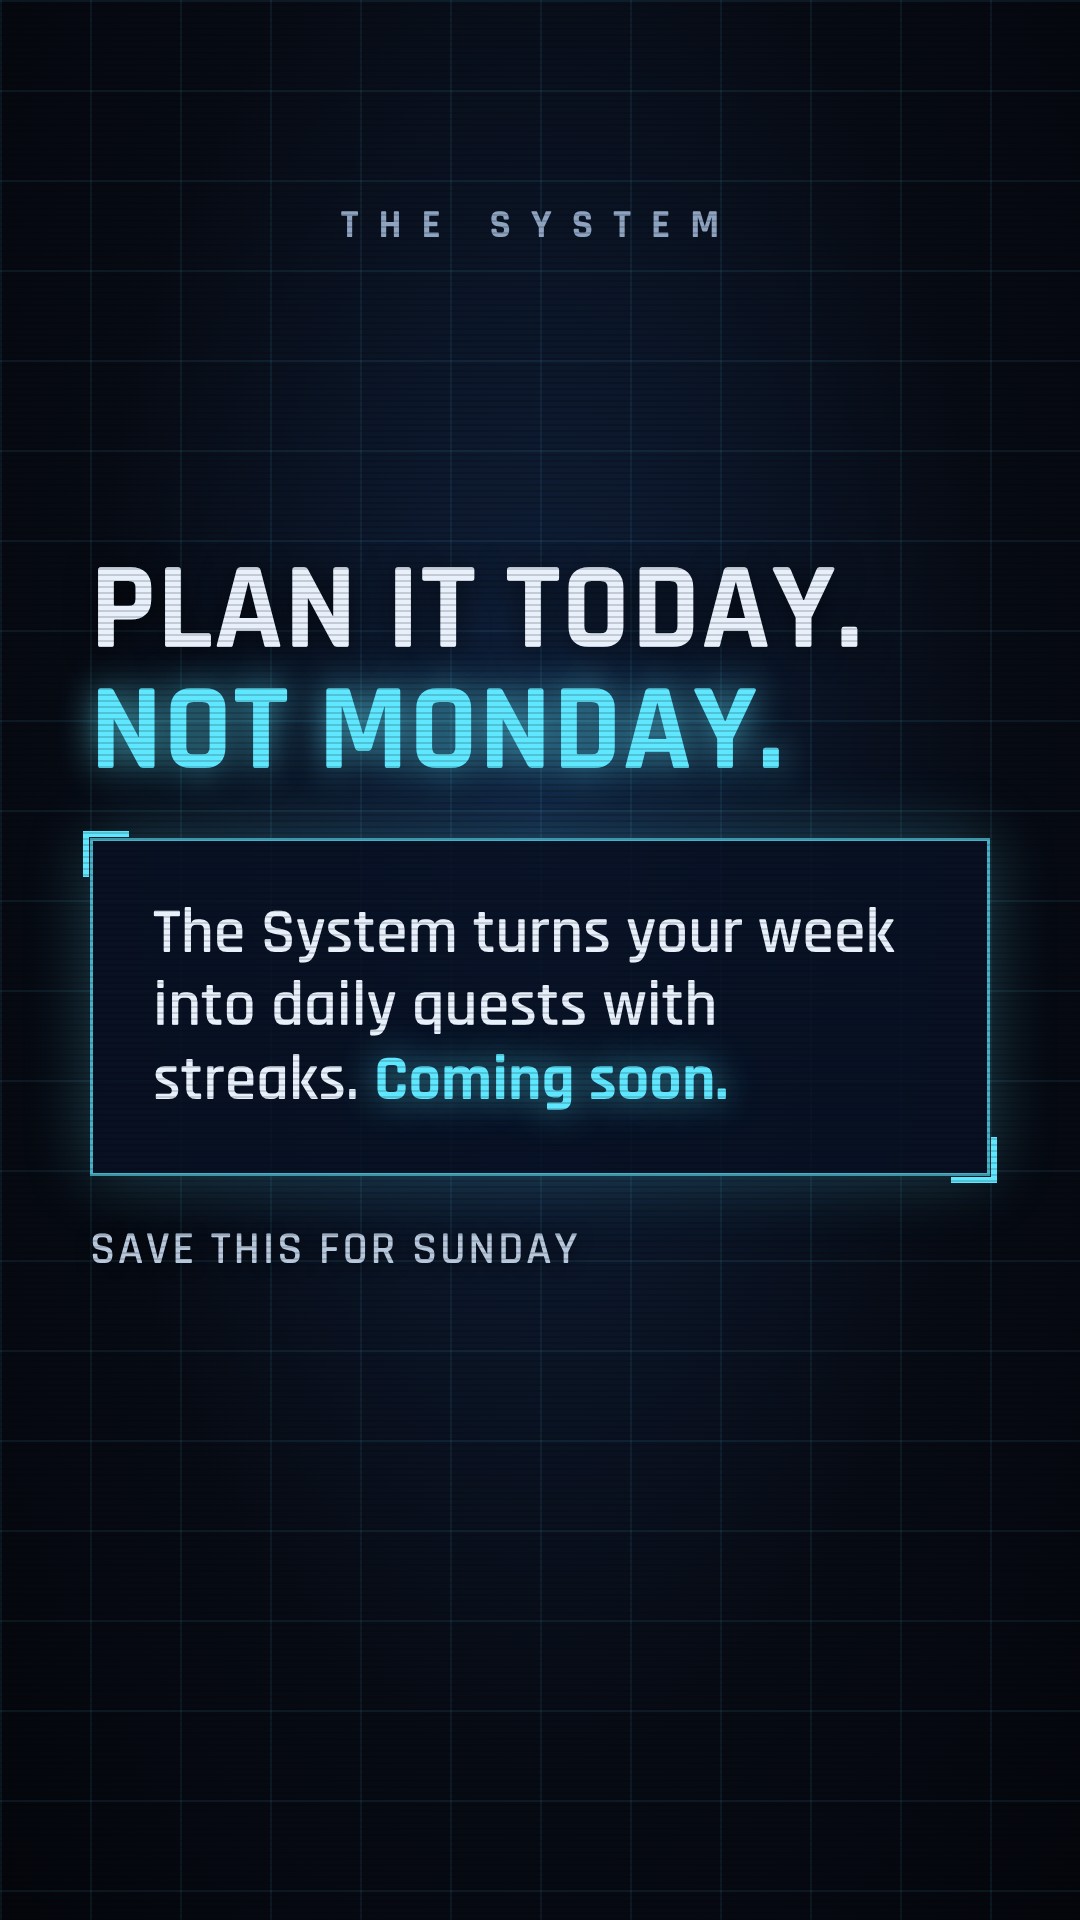 THE SYSTEM
PLAN IT TODAY.
NOT MONDAY.
The System turns your week
into daily quests with
streaks. Coming soon.
SAVE THIS FOR SUNDAY